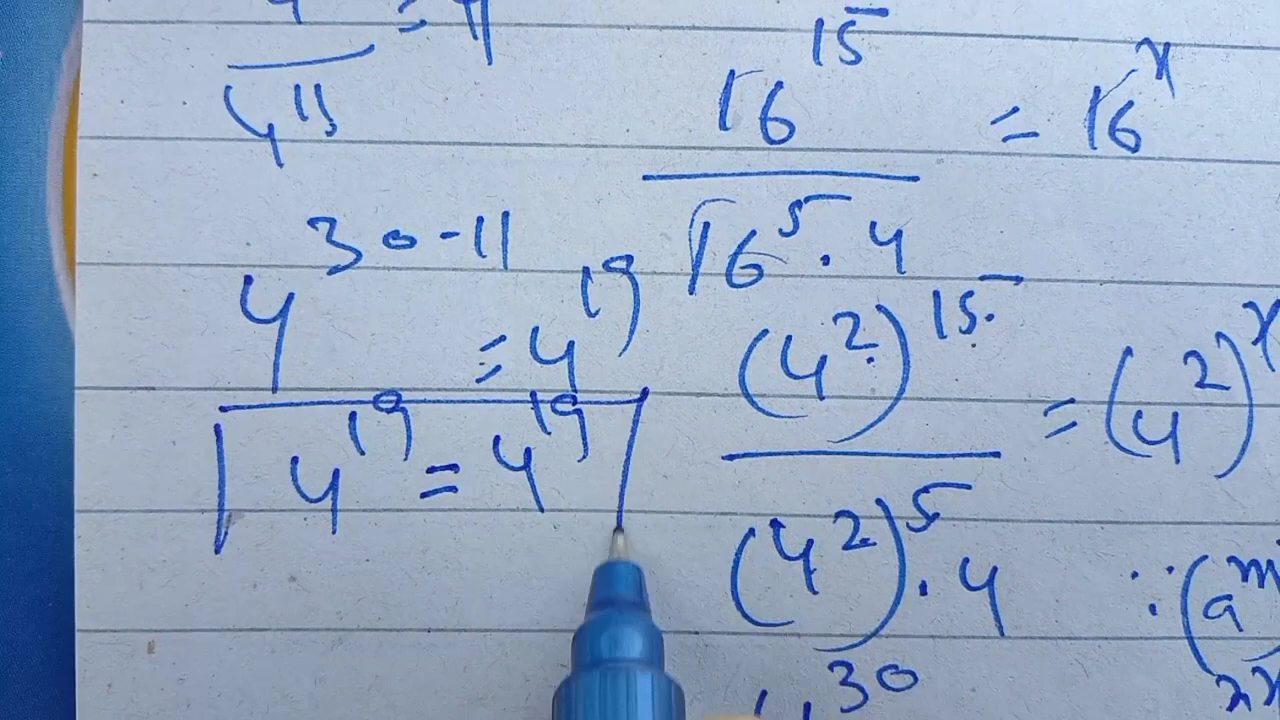 4^11
4^(30-11) = 4^19
4^19 = 4^19
16^15 / (16^5 · 4) = 16^x
(4^2)^15 / ((4^2)^5 · 4) = (4^2)^x
∵ (a^m
30